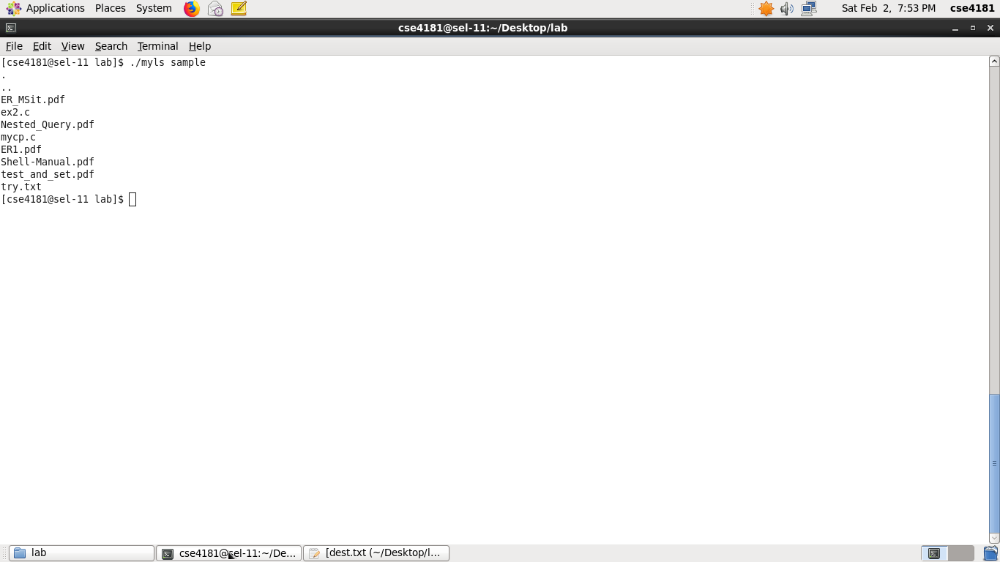 Applications Places System Sat Feb 2, 7:53 PM cse4181
cse4181@sel-11:~/Desktop/lab
File Edit View Search Terminal Help
[cse4181@sel-11 lab]$ ./myls sample
.
..
ER_MSit.pdf
ex2.c
Nested_Query.pdf
mycp.c
ER1.pdf
Shell-Manual.pdf
test_and_set.pdf
try.txt
[cse4181@sel-11 lab]$
lab cse4181@sel-11:~/De... [dest.txt (~/Desktop/l...